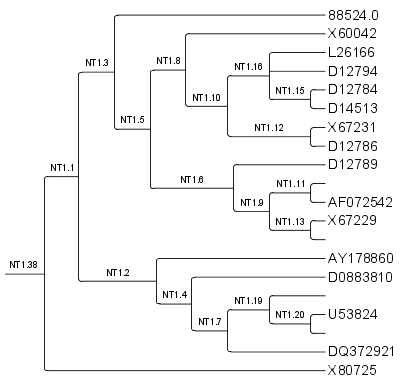 88524.0
X60042
L26166
NT1.3
NT1.8
NT1.16
D12794
D12784
NT1.15
NT1.10
D14513
NT1.5
NT1.12
X67231
D12786
D12789
NT1.1
NT1.6
NT1.11
AF072542
NT1.9
X67229
NT1.13
AY178860
NT1.38
NT1.2
D0883810
NT1.4
NT1.19
U53824
NT1.20
NT1.7
DQ372921
X80725